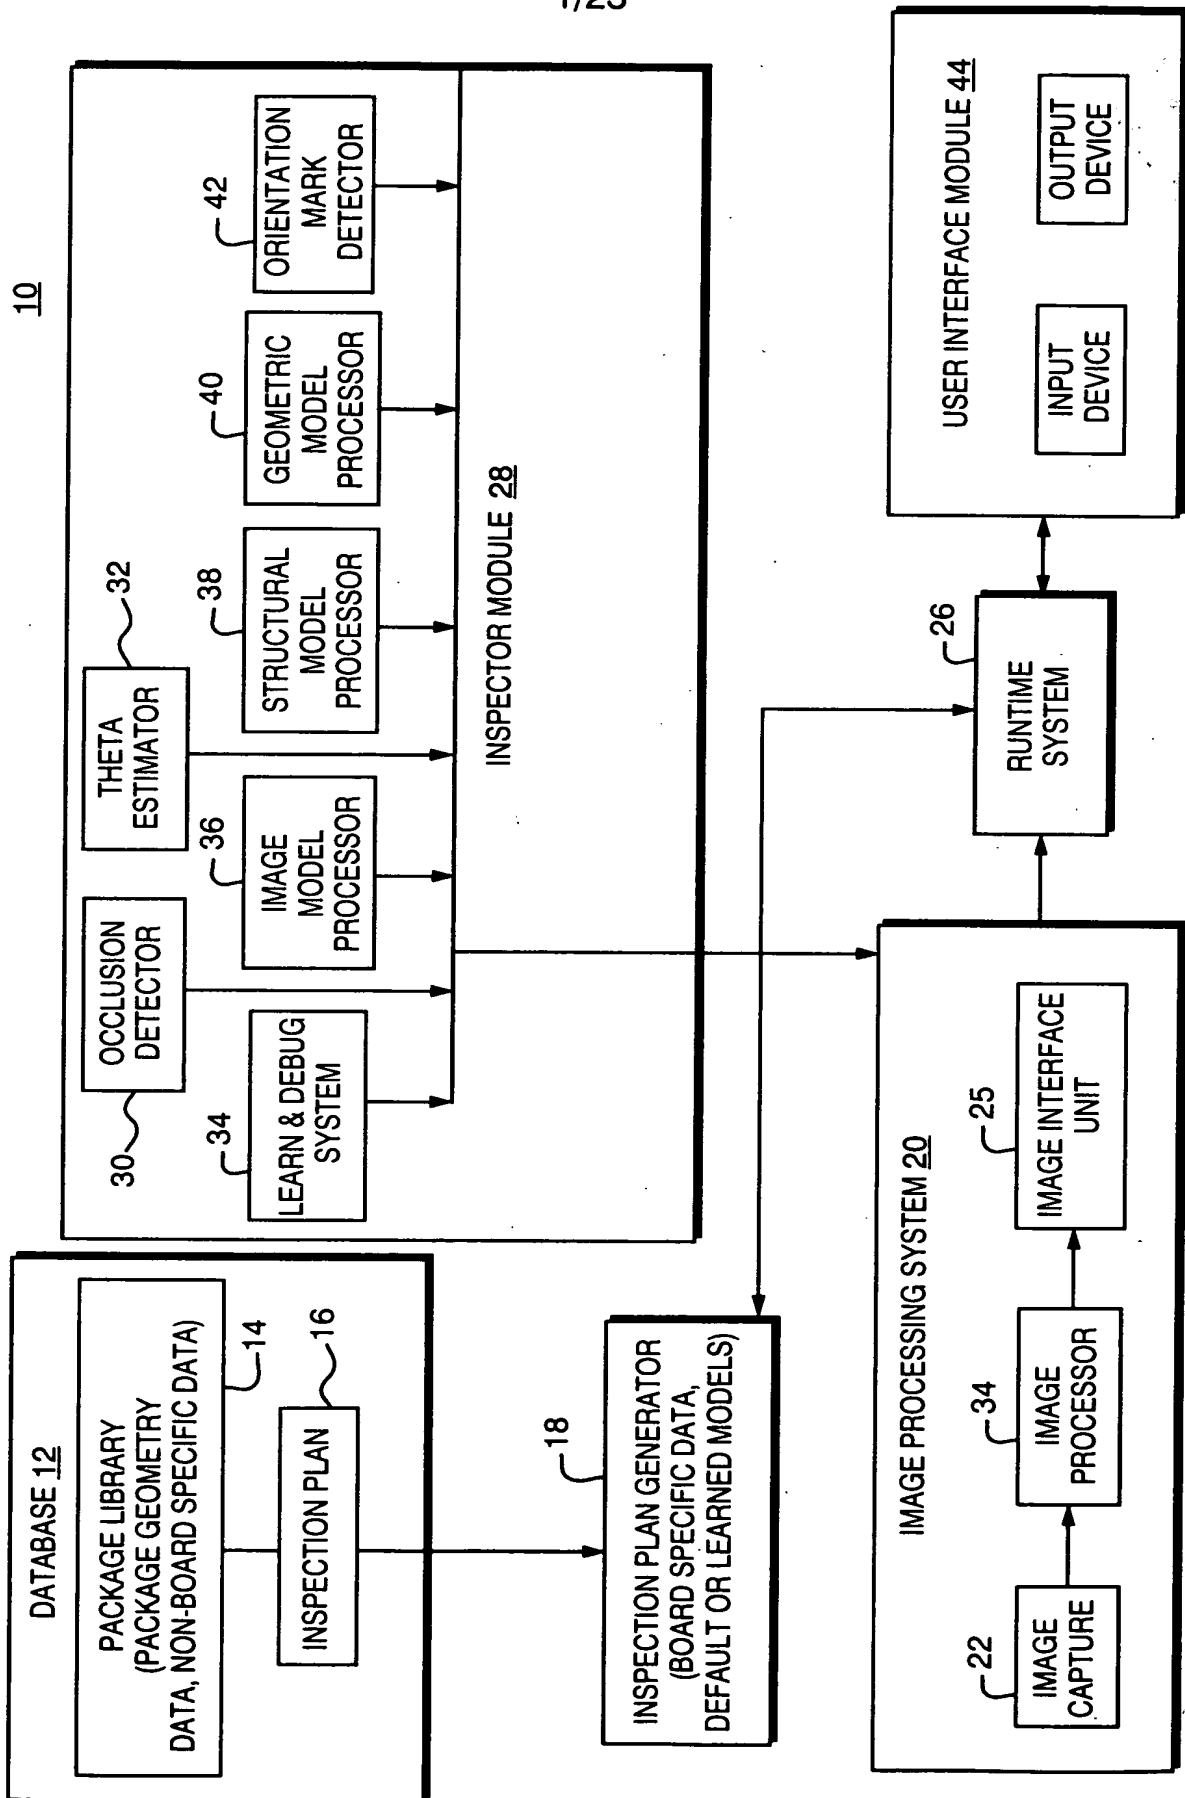 1/23
10
DATABASE 12
PACKAGE LIBRARY
(PACKAGE GEOMETRY
DATA, NON-BOARD SPECIFIC DATA)
14
INSPECTION PLAN
16
18
INSPECTION PLAN GENERATOR
(BOARD SPECIFIC DATA,
DEFAULT OR LEARNED MODELS)
30
OCCLUSION
DETECTOR
THETA
ESTIMATOR
32
34
LEARN & DEBUG
SYSTEM
36
IMAGE
MODEL
PROCESSOR
38
STRUCTURAL
MODEL
PROCESSOR
40
GEOMETRIC
MODEL
PROCESSOR
42
ORIENTATION
MARK
DETECTOR
INSPECTOR MODULE 28
IMAGE PROCESSING SYSTEM 20
22
IMAGE
CAPTURE
34
IMAGE
PROCESSOR
25
IMAGE INTERFACE
UNIT
26
RUNTIME
SYSTEM
USER INTERFACE MODULE 44
INPUT
DEVICE
OUTPUT
DEVICE